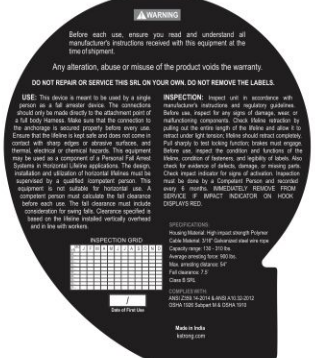 WARNING
Before each use, ensure you read and understand all
manufacturer's instructions received with this equipment at the
time of shipment.
Any alteration, abuse or misuse of the product voids the warranty.
DO NOT REPAIR OR SERVICE THIS SRL ON YOUR OWN. DO NOT REMOVE THE LABELS.
USE: This device is meant to be used by a single
person as a fall arrester device. The connections
should only be made directly to the attachment point of
a full body Harness. Make sure that the connection to
the anchorage is secured properly before every use.
Ensure that the lifeline is kept safe and does not come in
contact with sharp edges or abrasive surfaces, and
thermal, electrical or chemical hazards. This equipment
may be used as a component of a Personal Fall Arrest
Systems in Horizontal Lifeline applications. The design,
installation and utilization of horizontal lifelines must be
supervised by a qualified /competent person. This
equipment is not suitable for horizontal use. A
competent person must calculate the fall clearance
before each use. The fall clearance must include
consideration for swing falls. Clearance specified is
based on the lifeline installed vertically overhead
and in line with workers.
INSPECTION GRID
/
Date of First Use
INSPECTION: Inspect unit in accordance with
manufacturer's instructions and regulatory guidelines.
Before use, inspect for any signs of damage, wear, or
malfunctioning components. Check lifeline retraction by
pulling out the entire length of the lifeline and allow it to
retract under light tension; lifeline should retract completely.
Pull sharply to test locking function; brakes must engage.
Before use, inspect the condition and functions of the
lifeline, condition of fasteners, and legibility of labels. Also
check for evidence of defects, damage, or missing parts.
Check impact indicator for signs of activation. Inspection
must be done by a Competent Person and recorded
every 6 months. IMMEDIATELY REMOVE FROM
SERVICE IF IMPACT INDICATOR ON HOOK
DISPLAYS RED.
SPECIFICATIONS:
Housing Material: High impact strength Polymer
Cable Material: 3/16" Galvanized steel wire rope
Capacity range: 130 - 310 lbs.
Average arresting force: 900 lbs.
Max. arresting distance: 54"
Fall clearance: 7.5'
Class B SRL
COMPLIES WITH:
ANSI Z359.14-2014 & ANSI A10.32-2012
OSHA 1926 Subpart M & OSHA 1910
Made in India
kstrong.com